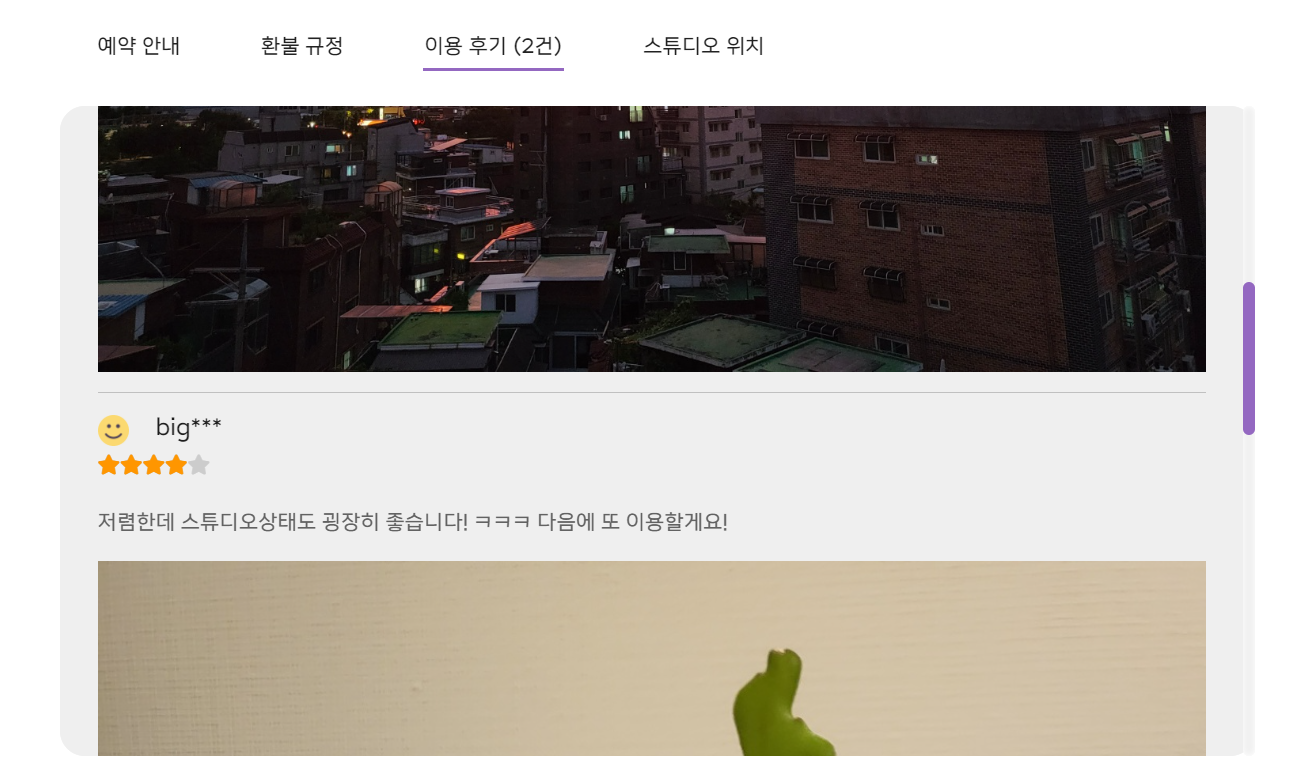 예약 안내
환불 규정
이용 후기 (2건)
스튜디오 위치
big***
저렴한데 스튜디오상태도 굉장히 좋습니다! ㅋㅋㅋ 다음에 또 이용할게요!